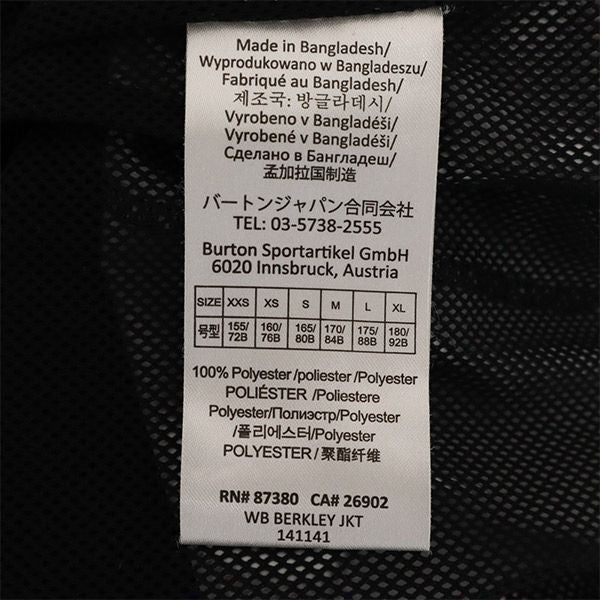 Made in Bangladesh/
Wyprodukowano w Bangladeszu/
Fabriqué au Bangladesh/
제조국: 방글라데시/
Vyrobeno v Bangladéši/
Vyrobené v Bangladéši/
Сделано в Бангладеш/
孟加拉国制造
バートンジャパン合同会社
TEL: 03-5738-2555
Burton Sportartikel GmbH
6020 Innsbruck, Austria
SIZE XXS XS S M L XL
号型 155/72B 160/76B 165/80B 170/84B 175/88B 180/92B
100% Polyester /poliester /Polyester
POLIÉSTER /Poliestere
Polyester/Полиэстр/Polyester
/폴리에스터/ Polyester
POLYESTER / 聚酯纤维
RN# 87380 CA# 26902
WB BERKLEY JKT
141141